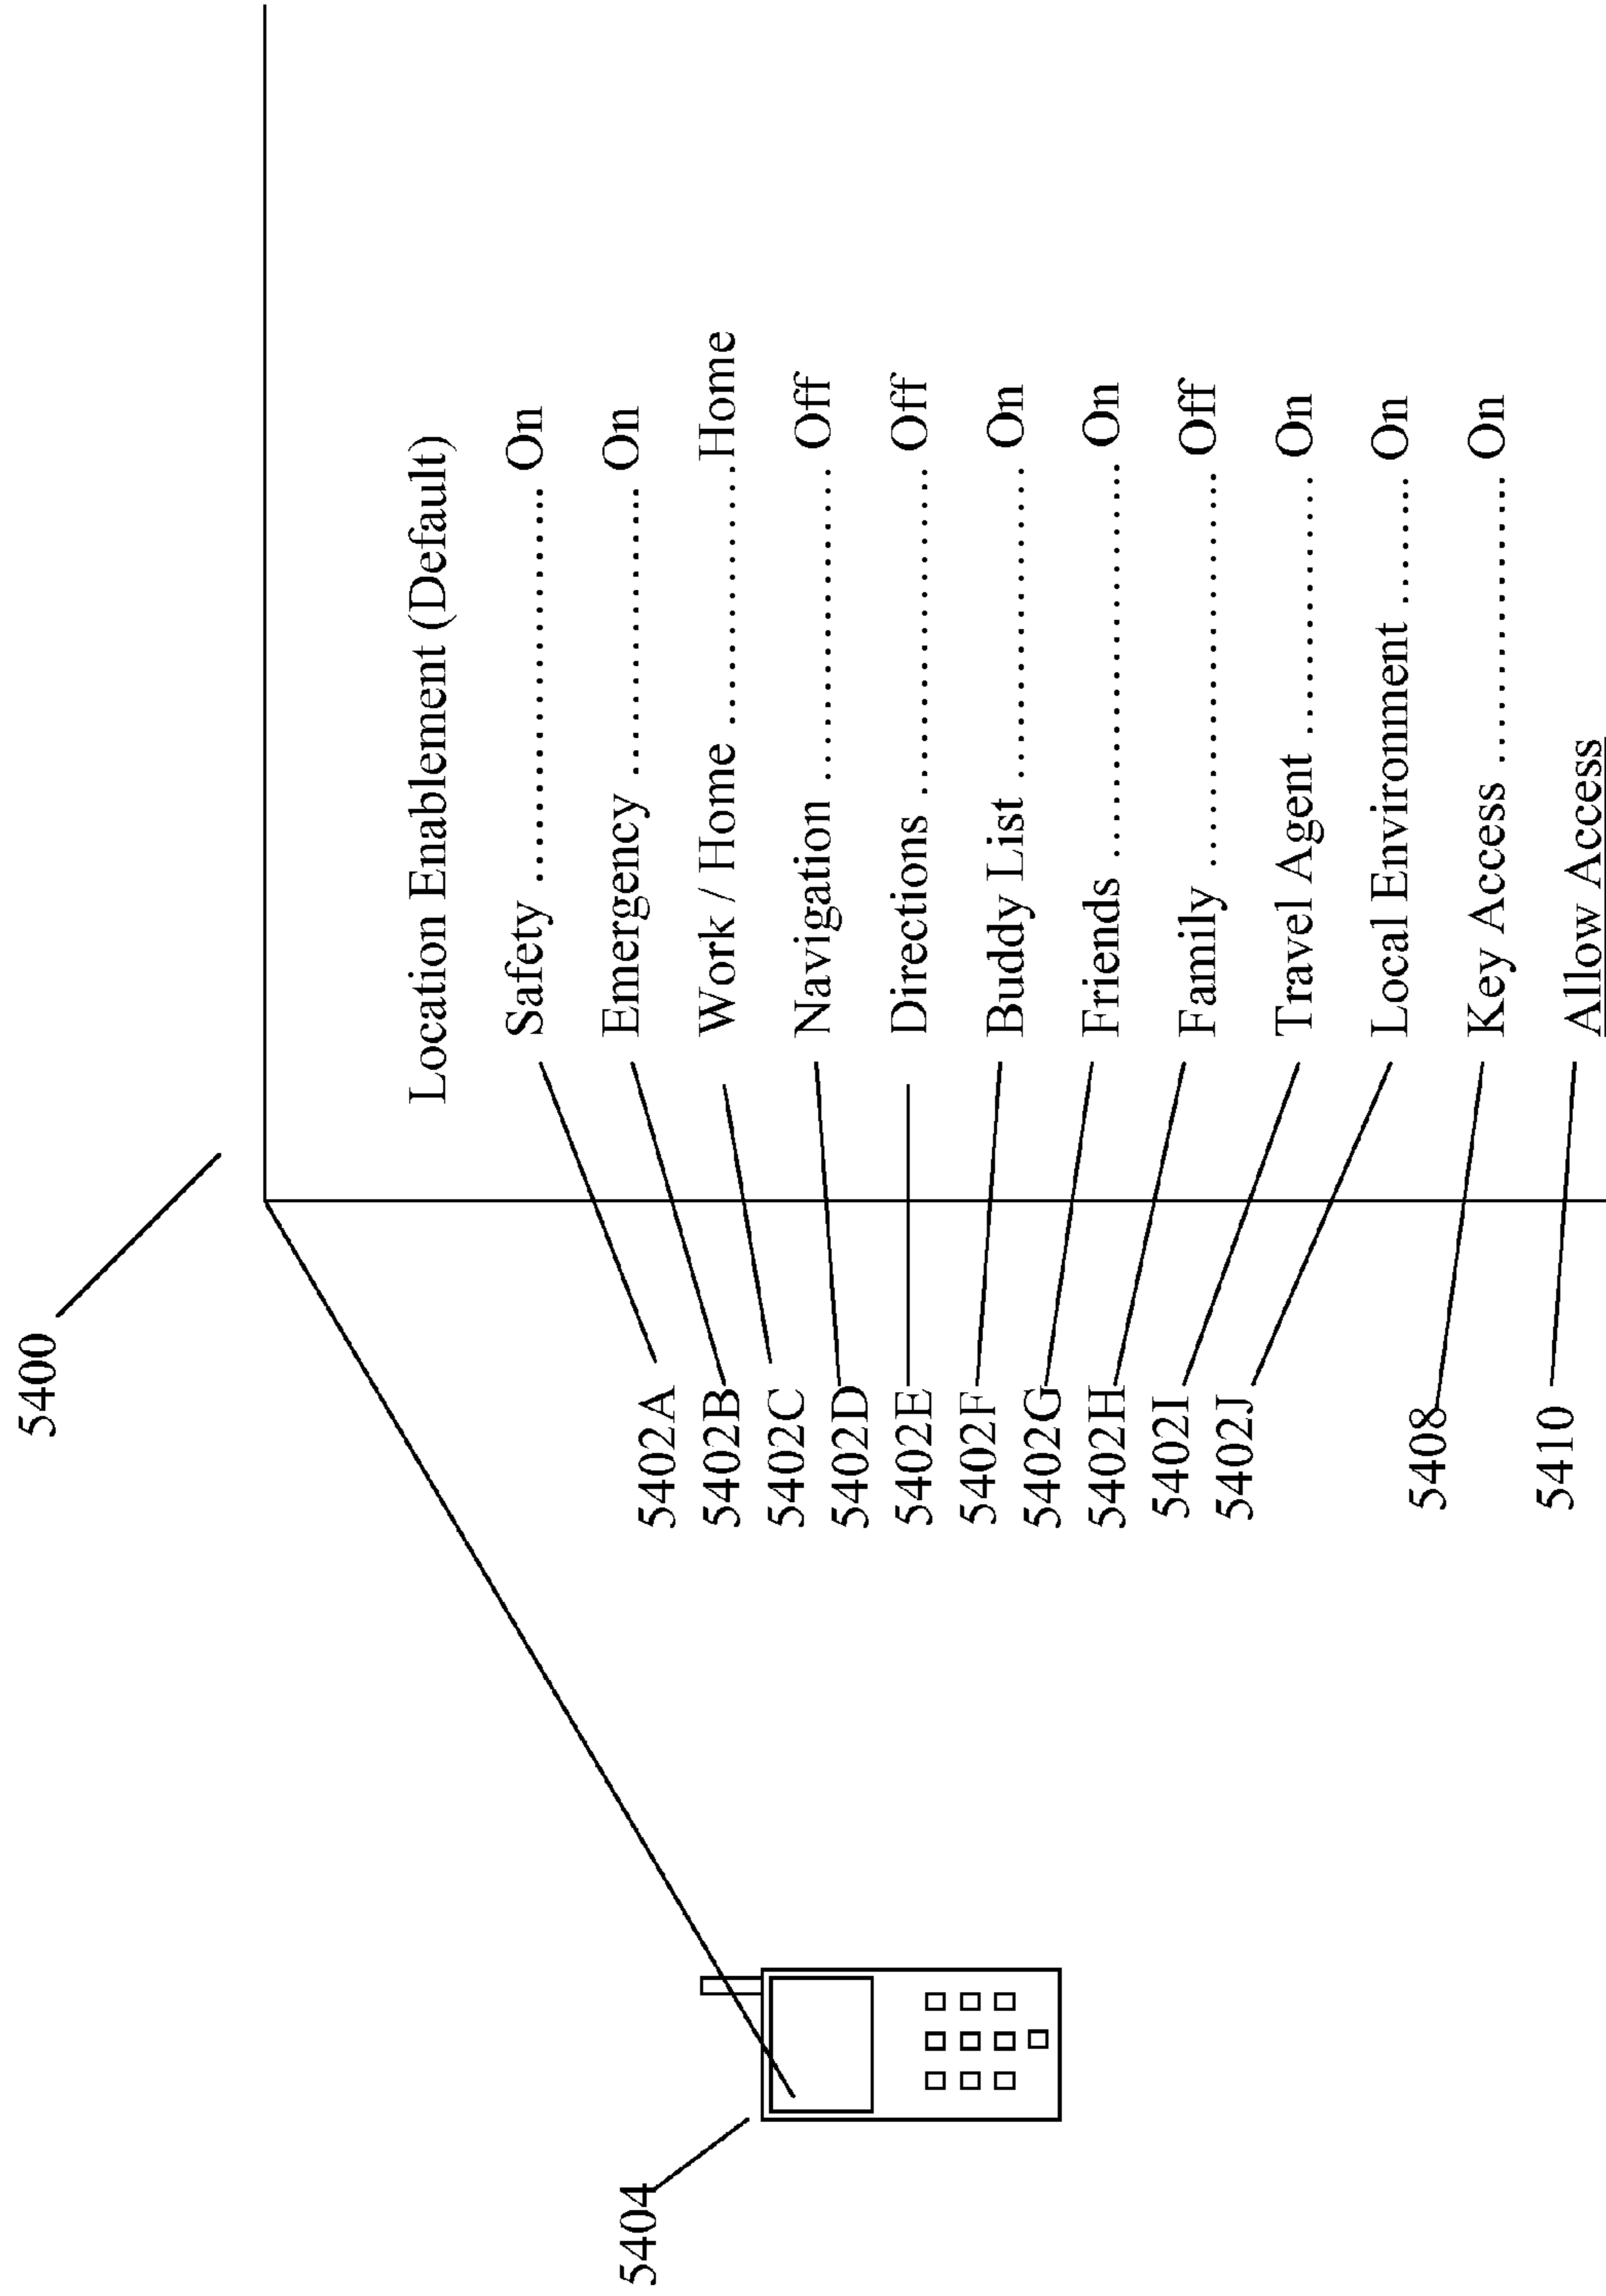 5400
Location Enablement (Default)
5402A Safety .......................... On
5402B Emergency ................... On
5402C Work / Home ................. Home
5402D Navigation ..................... Off
5402E Directions ...................... Off
5402F Buddy List ..................... On
5402G Friends .......................... On
5402H Family .......................... Off
5402I Travel Agent ................. On
5402J Local Environment ........ On
5408 Key Access .................... On
5410 Allow Access
5404